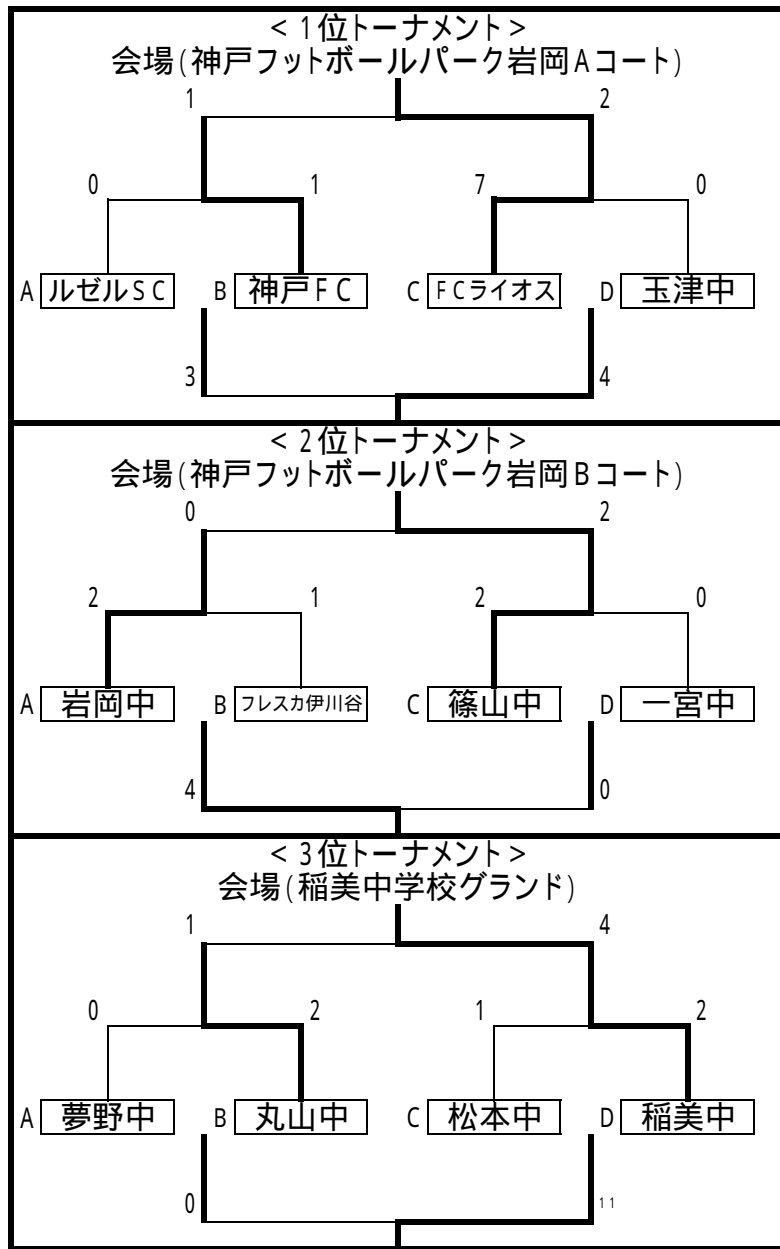 < 1位トーナメント >
会場(神戸フットボールパーク岩岡Aコート)
1 2
0 1 7 0
A ルゼルSC B 神戸FC C FCライオス D 玉津中
3 4
< 2位トーナメント >
会場(神戸フットボールパーク岩岡Bコート)
0 2
2 1 2 0
A 岩岡中 B フレスカ伊川谷 C 篠山中 D 一宮中
4 0
< 3位トーナメント >
会場(稲美中学校グランド)
1 4
0 2 1 2
A 夢野中 B 丸山中 C 松本中 D 稲美中
0 11